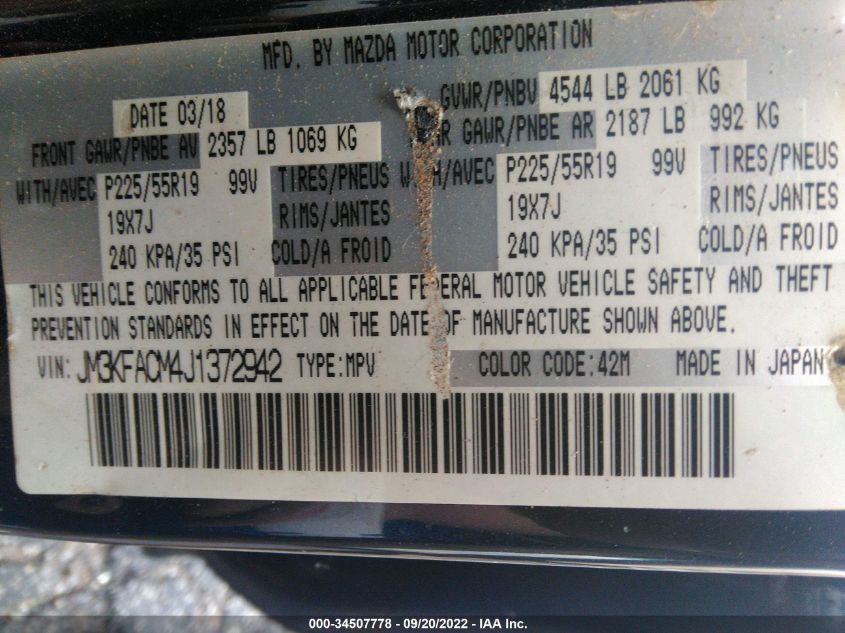 MFD. BY MAZDA MOTOR CORPORATION
DATE 03/18 GVWR/PNBV 4544 LB 2061 KG
FRONT GAWR/PNBE AV 2357 LB 1069 KG GAWR/PNBE AR 2187 LB 992 KG
WITH/AVEC P225/55R19 99V TIRES/PNEUS P225/55R19 99V TIRES/PNEUS
19X7J RIMS/JANTES 19X7J RIMS/JANTES
240 KPA/35 PSI COLD/A FROID 240 KPA/35 PSI COLD/A FROID
THIS VEHICLE CONFORMS TO ALL APPLICABLE FEDERAL MOTOR VEHICLE SAFETY AND THEFT
PREVENTION STANDARDS IN EFFECT ON THE DATE OF MANUFACTURE SHOWN ABOVE.
VIN: JM3KFACM4J1372942 TYPE:MPV COLOR CODE:42M MADE IN JAPAN
000-34507778 - 09/20/2022 - IAA Inc.